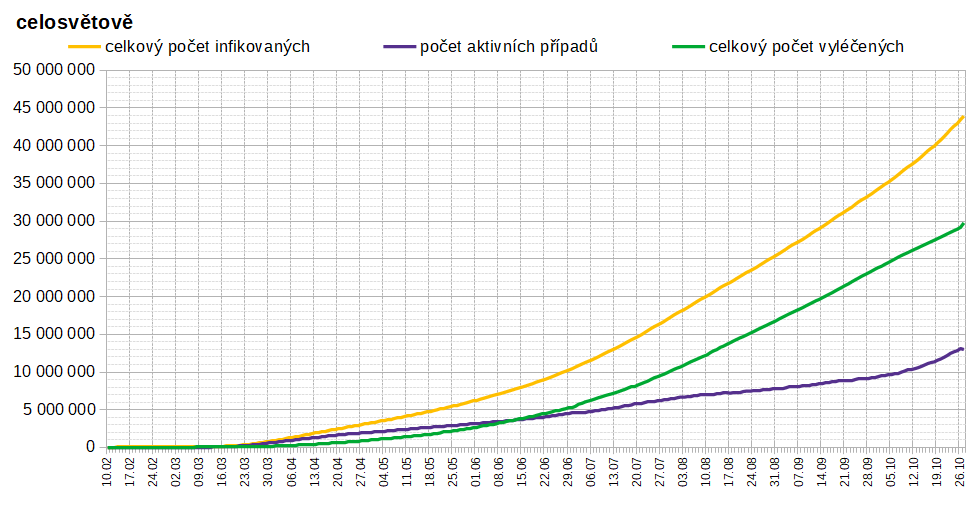 celosvětově
celkový počet infikovaných počet aktivních případů celkový počet vyléčených
50 000 000
45 000 000
40 000 000
35 000 000
30 000 000
25 000 000
20 000 000
15 000 000
10 000 000
5 000 000
0
10.02 17.02 24.02 02.03 09.03 16.03 23.03 30.03 06.04 13.04 20.04 27.04 04.05 11.05 18.05 25.05 01.06 08.06 15.06 22.06 29.06 06.07 13.07 20.07 27.07 03.08 10.08 17.08 24.08 31.08 07.09 14.09 21.09 28.09 05.10 12.10 19.10 26.10